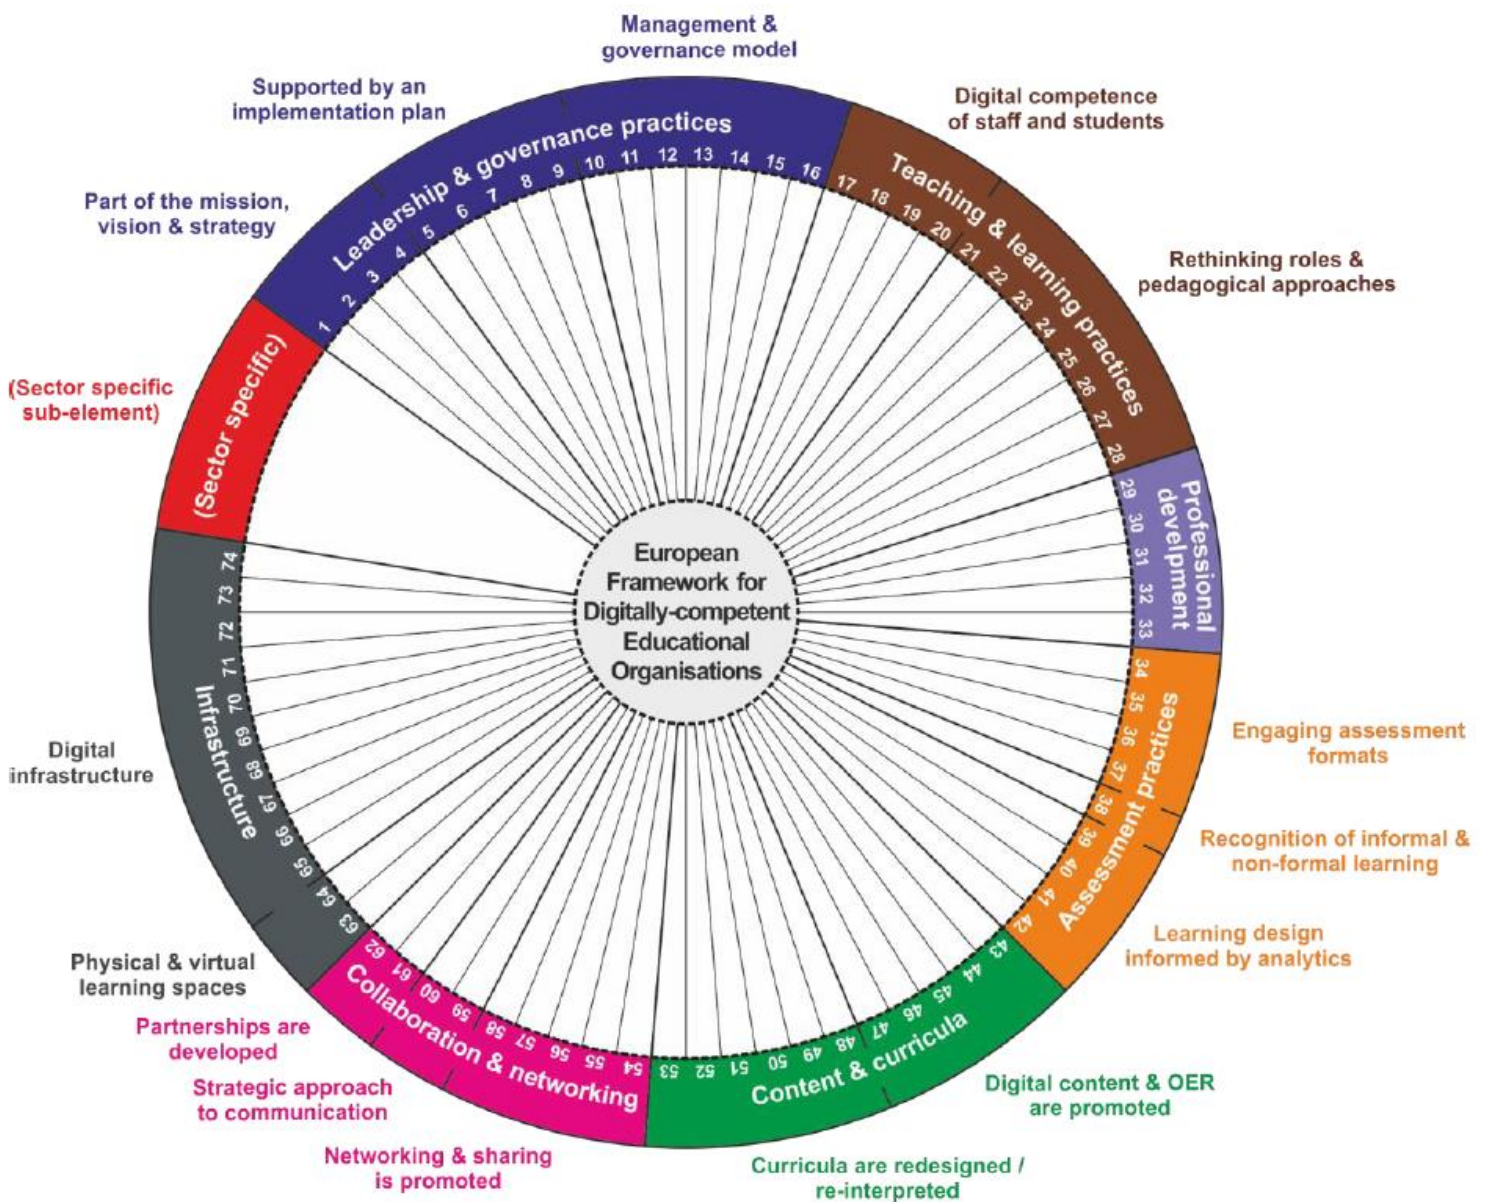 Management &
governance model
Supported by an
implementation plan
Digital competence
of staff and students
Part of the mission,
vision & strategy
Rethinking roles &
pedagogical approaches
(Sector specific
sub-element)
Leadership & governance practices
Teaching & learning practices
Professional
develpment
Assessment practices
Content & curricula
Collaboration & networking
Infrastructure
(Sector specific)
1
2
3
4
5
6
7
8
9
10
11
12
13
14
15
16
17
18
19
20
21
22
23
24
25
26
27
28
29
30
31
32
33
34
35
36
37
38
39
40
41
42
43
44
45
46
47
48
49
50
51
52
53
54
55
56
57
58
59
60
61
62
63
64
65
66
67
68
69
70
71
72
73
74
European
Framework for
Digitally-competent
Educational
Organisations
Engaging assessment
formats
Recognition of informal &
non-formal learning
Learning design
informed by analytics
Digital content & OER
are promoted
Curricula are redesigned /
re-interpreted
Networking & sharing
is promoted
Strategic approach
to communication
Partnerships are
developed
Physical & virtual
learning spaces
Digital
infrastructure